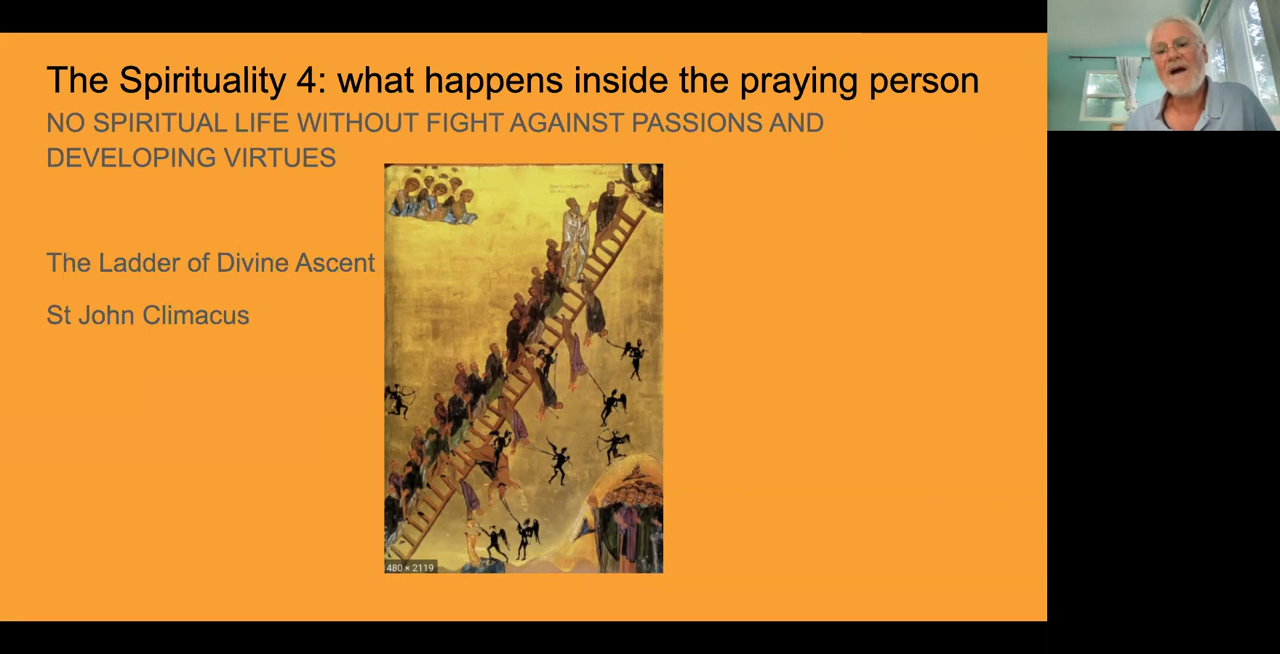 The Spirituality 4: what happens inside the praying person
NO SPIRITUAL LIFE WITHOUT FIGHT AGAINST PASSIONS AND
DEVELOPING VIRTUES
The Ladder of Divine Ascent
St John Climacus
480 × 2119